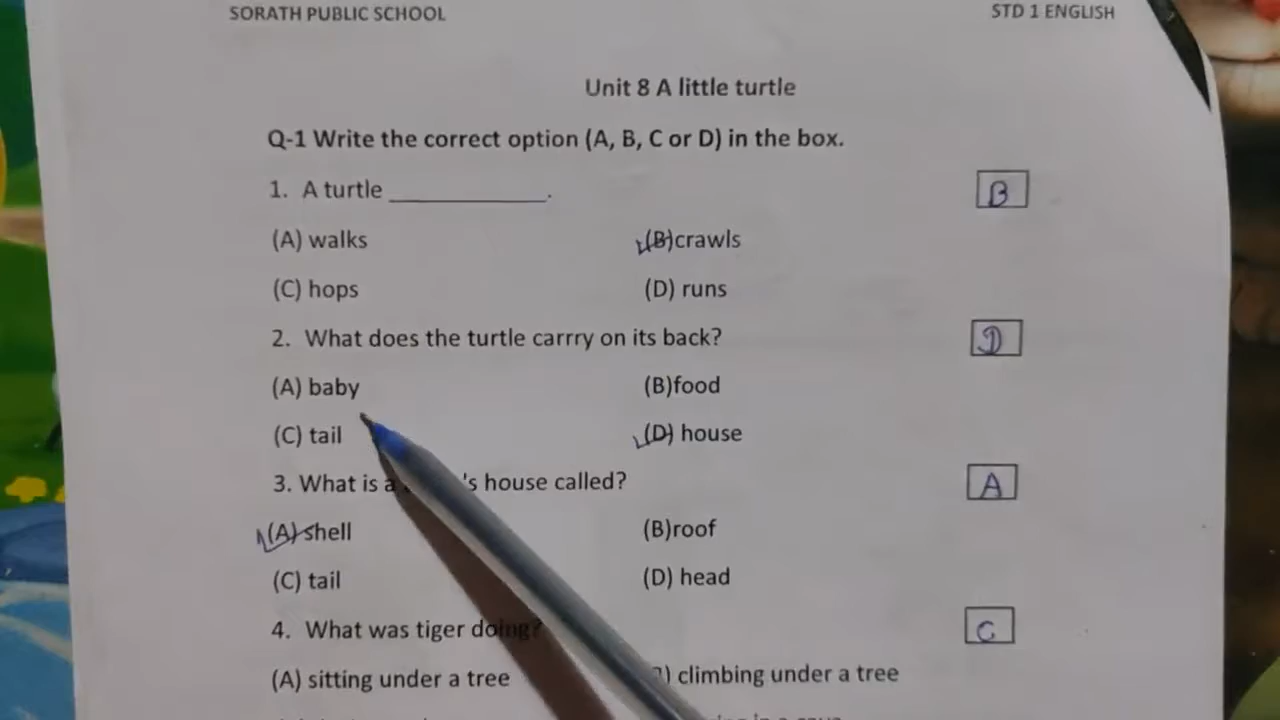 SORATH PUBLIC SCHOOL STD 1 ENGLISH
Unit 8 A little turtle
Q-1 Write the correct option (A, B, C or D) in the box.
1. A turtle ____________. B
(A) walks (B)crawls
(C) hops (D) runs
2. What does the turtle carrry on its back? D
(A) baby (B)food
(C) tail (D) house
3. What is a 's house called? A
(A) shell (B)roof
(C) tail (D) head
4. What was tiger doing? C
(A) sitting under a tree ) climbing under a tree